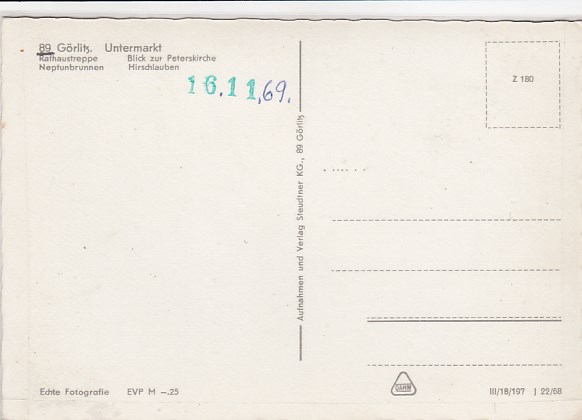 89 Görlitz. Untermarkt
Rathaustreppe Blick zur Peterskirche
Neptunbrunnen Hirschlauben
16.11.69.
Z 180
Aufnahmen und Verlag Steudtner KG., 89 Görlitz
Echte Fotografie EVP M –.25
III/18/197 J 22/68